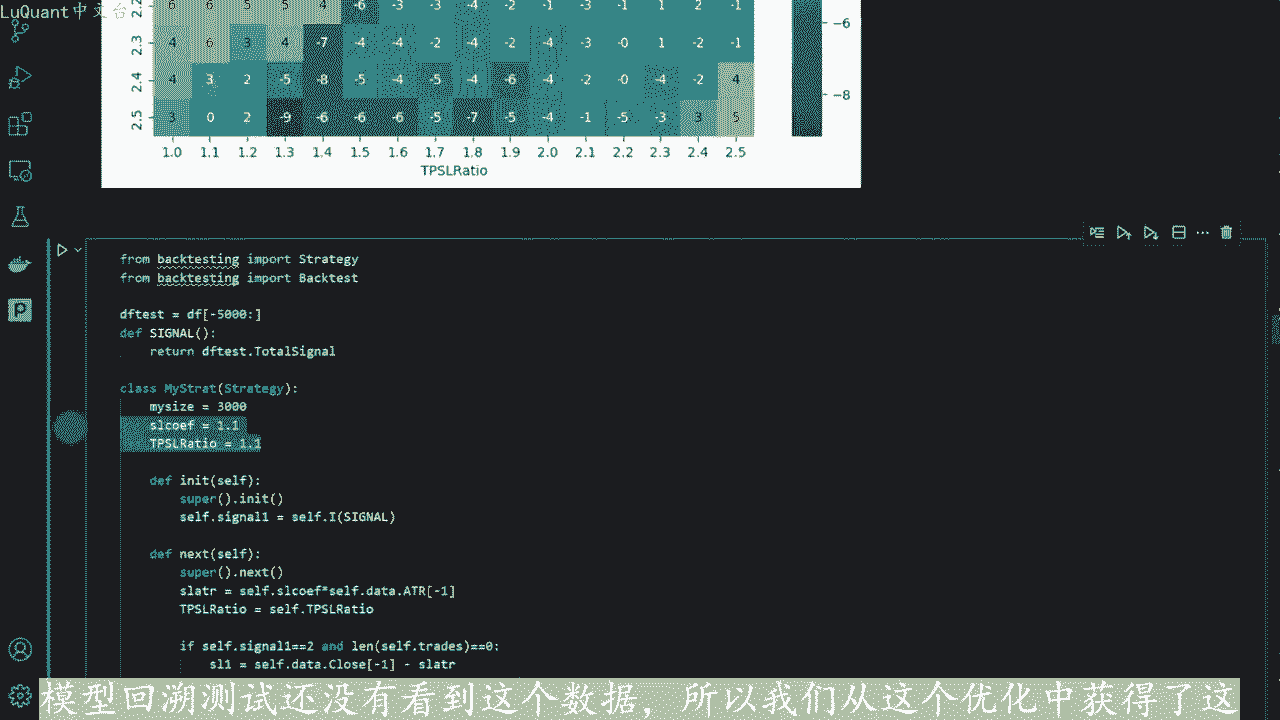 LuQuant中文台
2.2 6 6 5 5 4 -6 -3 -3 -4 -2 -3 -1 1 2 -1
2.3 4 6 3 4 -7 -4 -4 -2 -4 -2 -4 -3 -0 1 -2 -1
2.4 4 3 2 -5 -8 -5 -4 -5 -4 -6 -4 -2 -0 -4 -2 4
2.5 3 0 2 -9 -6 -6 -6 -5 -7 -5 -4 -1 -5 -3 3 5
1.0 1.1 1.2 1.3 1.4 1.5 1.6 1.7 1.8 1.9 2.0 2.1 2.2 2.3 2.4 2.5
TPSLRatio
-6
-8
from backtesting import Strategy
from backtesting import Backtest
dftest = df[-5000:]
def SIGNAL():
return dftest.TotalSignal
class MyStrat(Strategy):
mysize = 3000
slcoef = 1.1
TPSLRatio = 1.1
def init(self):
super().init()
self.signal1 = self.I(SIGNAL)
def next(self):
super().next()
slatr = self.slcoef*self.data.ATR[-1]
TPSLRatio = self.TPSLRatio
if self.signal1==2 and len(self.trades)==0:
sl1 = self.data.Close[-1] - slatr
模型回溯测试还没有看到这个数据，所以我们从这个优化中获得了这